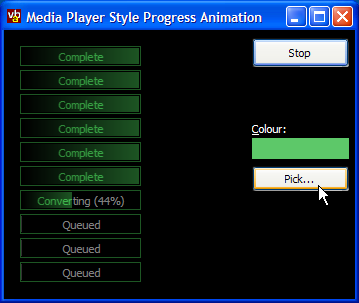 vb a Media Player Style Progress Animation
Complete
Complete
Complete
Complete
Complete
Complete
Converting (44%)
Queued
Queued
Queued
Stop
Colour:
Pick...